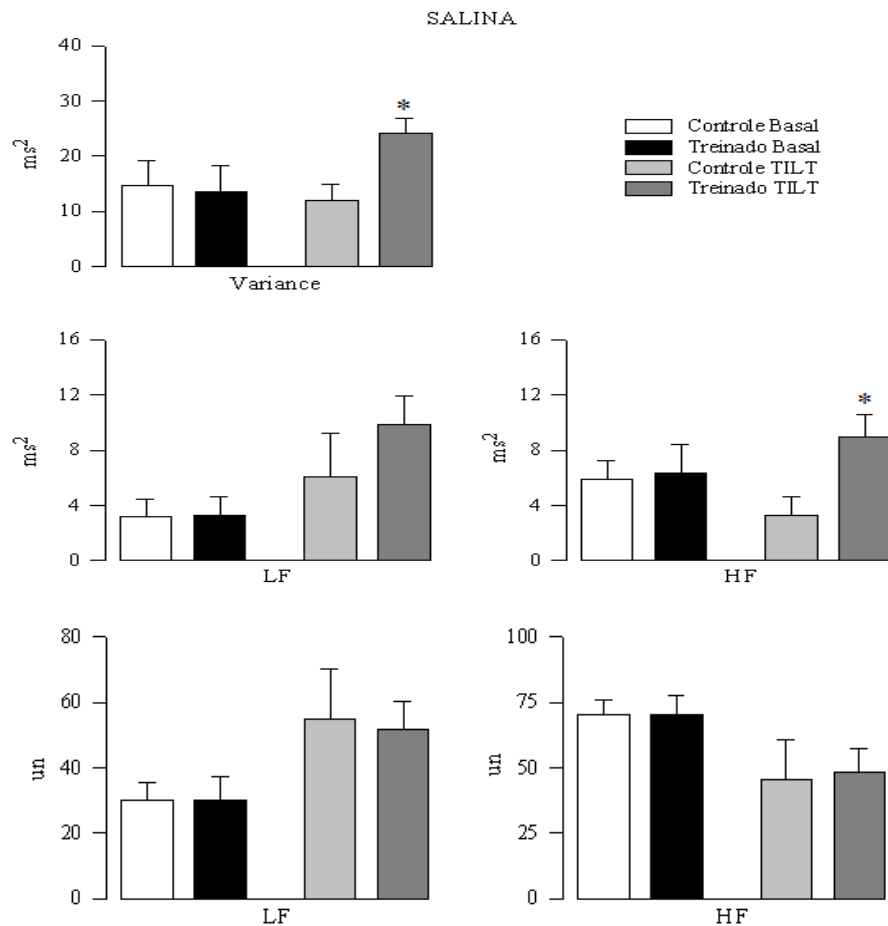 SALINA
40
30
20
10
0
ms²
*
Variance
Controle Basal
Treinado Basal
Controle TILT
Treinado TILT
16
12
8
4
0
ms²
LF
16
12
8
4
0
ms²
*
HF
80
60
40
20
0
un
LF
100
75
50
25
0
un
HF